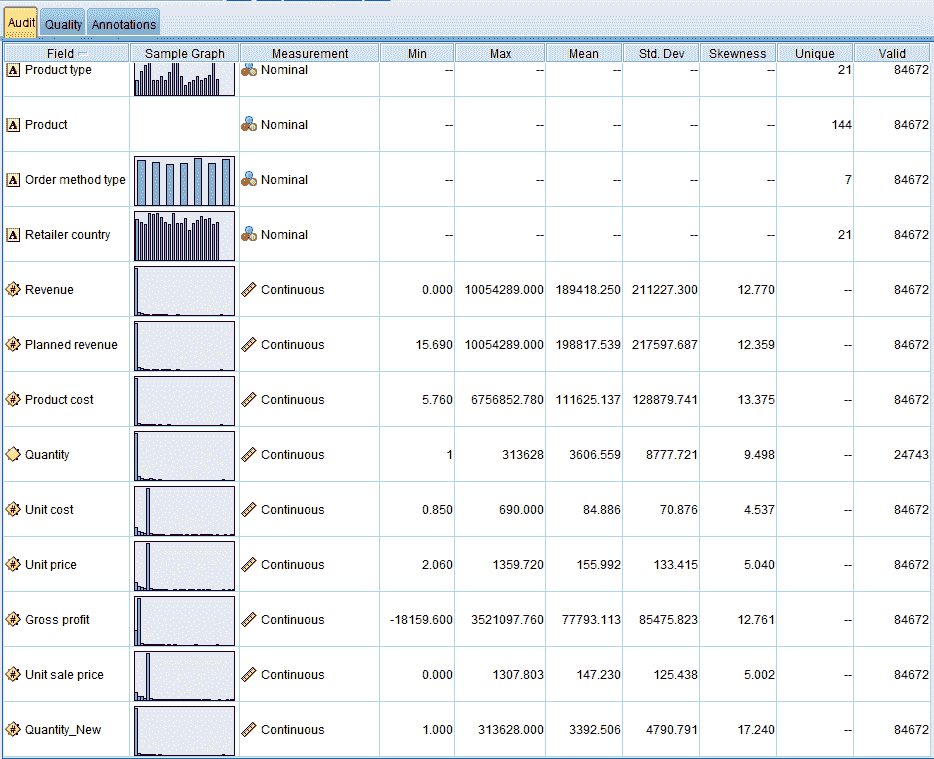 Audit Quality Annotations
Field Sample Graph Measurement Min Max Mean Std. Dev Skewness Unique Valid
Product type Nominal -- -- -- -- -- 21 84672
Product Nominal -- -- -- -- -- 144 84672
Order method type Nominal -- -- -- -- -- 7 84672
Retailer country Nominal -- -- -- -- -- 21 84672
Revenue Continuous 0.000 10054289.000 189418.250 211227.300 12.770 -- 84672
Planned revenue Continuous 15.690 10054289.000 198817.539 217597.687 12.359 -- 84672
Product cost Continuous 5.760 6756852.780 111625.137 128879.741 13.375 -- 84672
Quantity Continuous 1 313628 3606.559 8777.721 9.498 -- 24743
Unit cost Continuous 0.850 690.000 84.886 70.876 4.537 -- 84672
Unit price Continuous 2.060 1359.720 155.992 133.415 5.040 -- 84672
Gross profit Continuous -18159.600 3521097.760 77793.113 85475.823 12.761 -- 84672
Unit sale price Continuous 0.000 1307.803 147.230 125.438 5.002 -- 84672
Quantity_New Continuous 1.000 313628.000 3392.506 4790.791 17.240 -- 84672